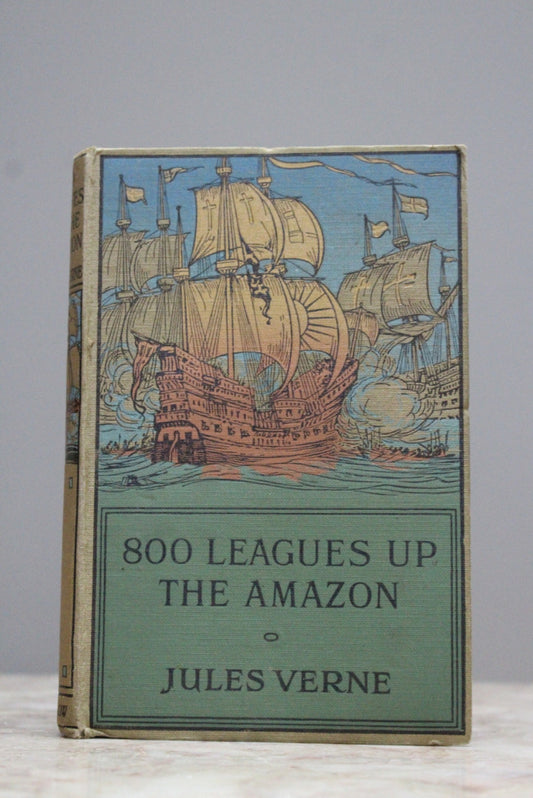 800 LEAGUES UP
THE AMAZON
JULES VERNE